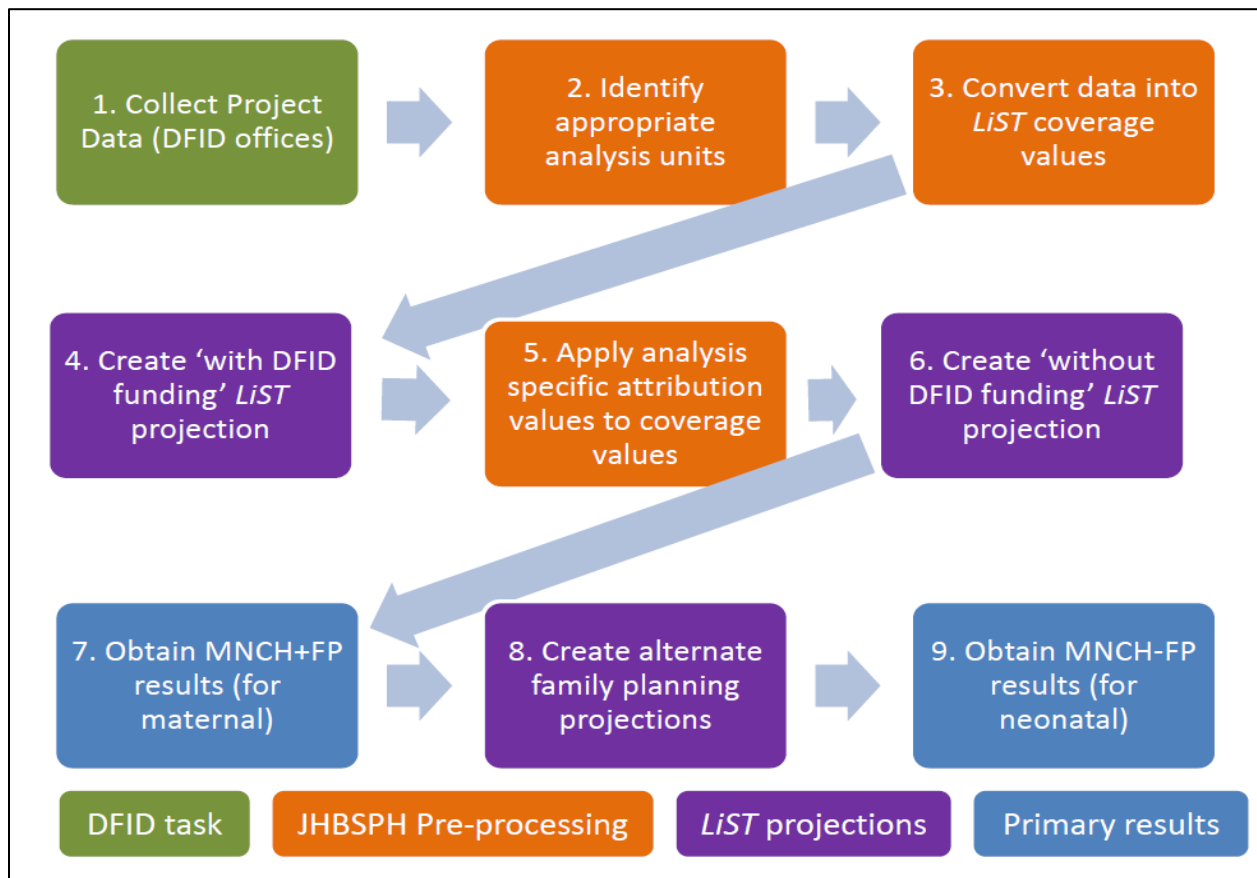 1. Collect Project
Data (DFID offices)
2. Identify
appropriate
analysis units
3. Convert data into
LiST coverage
values
4. Create ‘with DFID
funding’ LiST
projection
5. Apply analysis
specific attribution
values to coverage
values
6. Create ‘without
DFID funding’ LiST
projection
7. Obtain MNCH+FP
results (for
maternal)
8. Create alternate
family planning
projections
9. Obtain MNCH-FP
results (for
neonatal)
DFID task
JHBSPH Pre-processing
LiST projections
Primary results